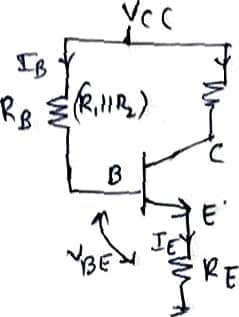 VCC
IB
RB (R1||R2)
C
B
E
VBE IE RE